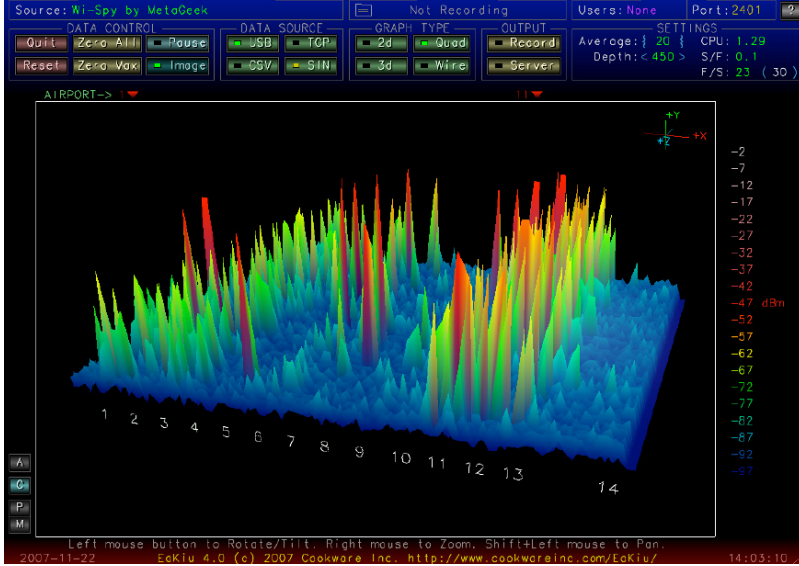 Source: Wi-Spy by MetaGeek Not Recording Users: None Port: 2401 ?
DATA CONTROL DATA SOURCE GRAPH TYPE OUTPUT SETTINGS
Quit Zero All Pause USB TCP 2d Quad Record Average: { 20 } CPU: 1.29
Depth: < 450 > S/F: 0.1
Reset Zero Max Image CSV SIN 3d Wire Server
F/S: 23 ( 30 )
AIRPORT-> 1 11
+Y
+X
+Z
-2
-7
-12
-17
-22
-27
-32
-37
-42
-47 dBm
-52
-57
-62
-67
-72
-77
-82
-87
-92
-97
1 2 3 4 5 6 7 8 9 10 11 12 13 14
A
C
P
M
Left mouse button to Rotate/Tilt, Right mouse to Zoom, Shift+Left mouse to Pan.
2007-11-22 EaKiu 4.0 (c) 2007 Cookware Inc. http://www.cookwareinc.com/EaKiu/ 14:03:10